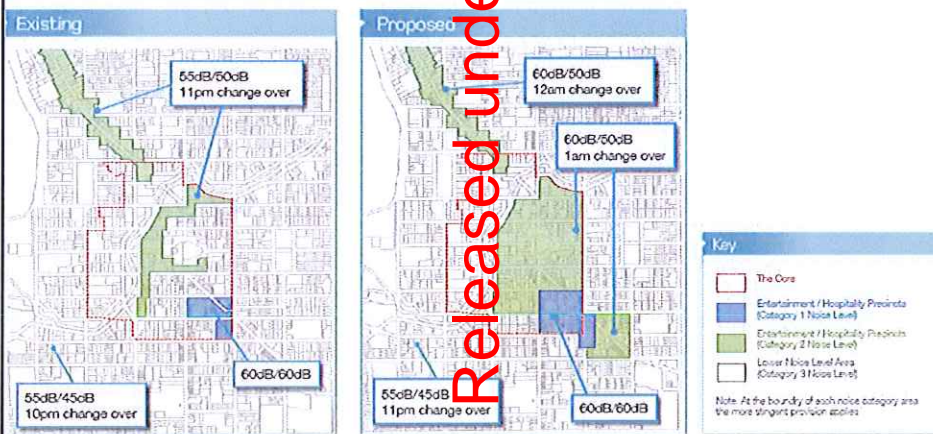 Existing
55dB/50dB
11pm change over
60dB/60dB
55dB/45dB
10pm change over
Proposed
60dB/50dB
12am change over
60dB/50dB
1am change over
55dB/45dB
11pm change over
60dB/60dB
Released unde
Key
The Core
Entertainment / Hospitality Precincts
(Category 1 Noise Level)
Entertainment / Hospitality Precincts
(Category 2 Noise Level)
Lower Noise Level Area
(Category 3 Noise Level)
Note: At the boundry of each noise category area
the more stringent provision applies